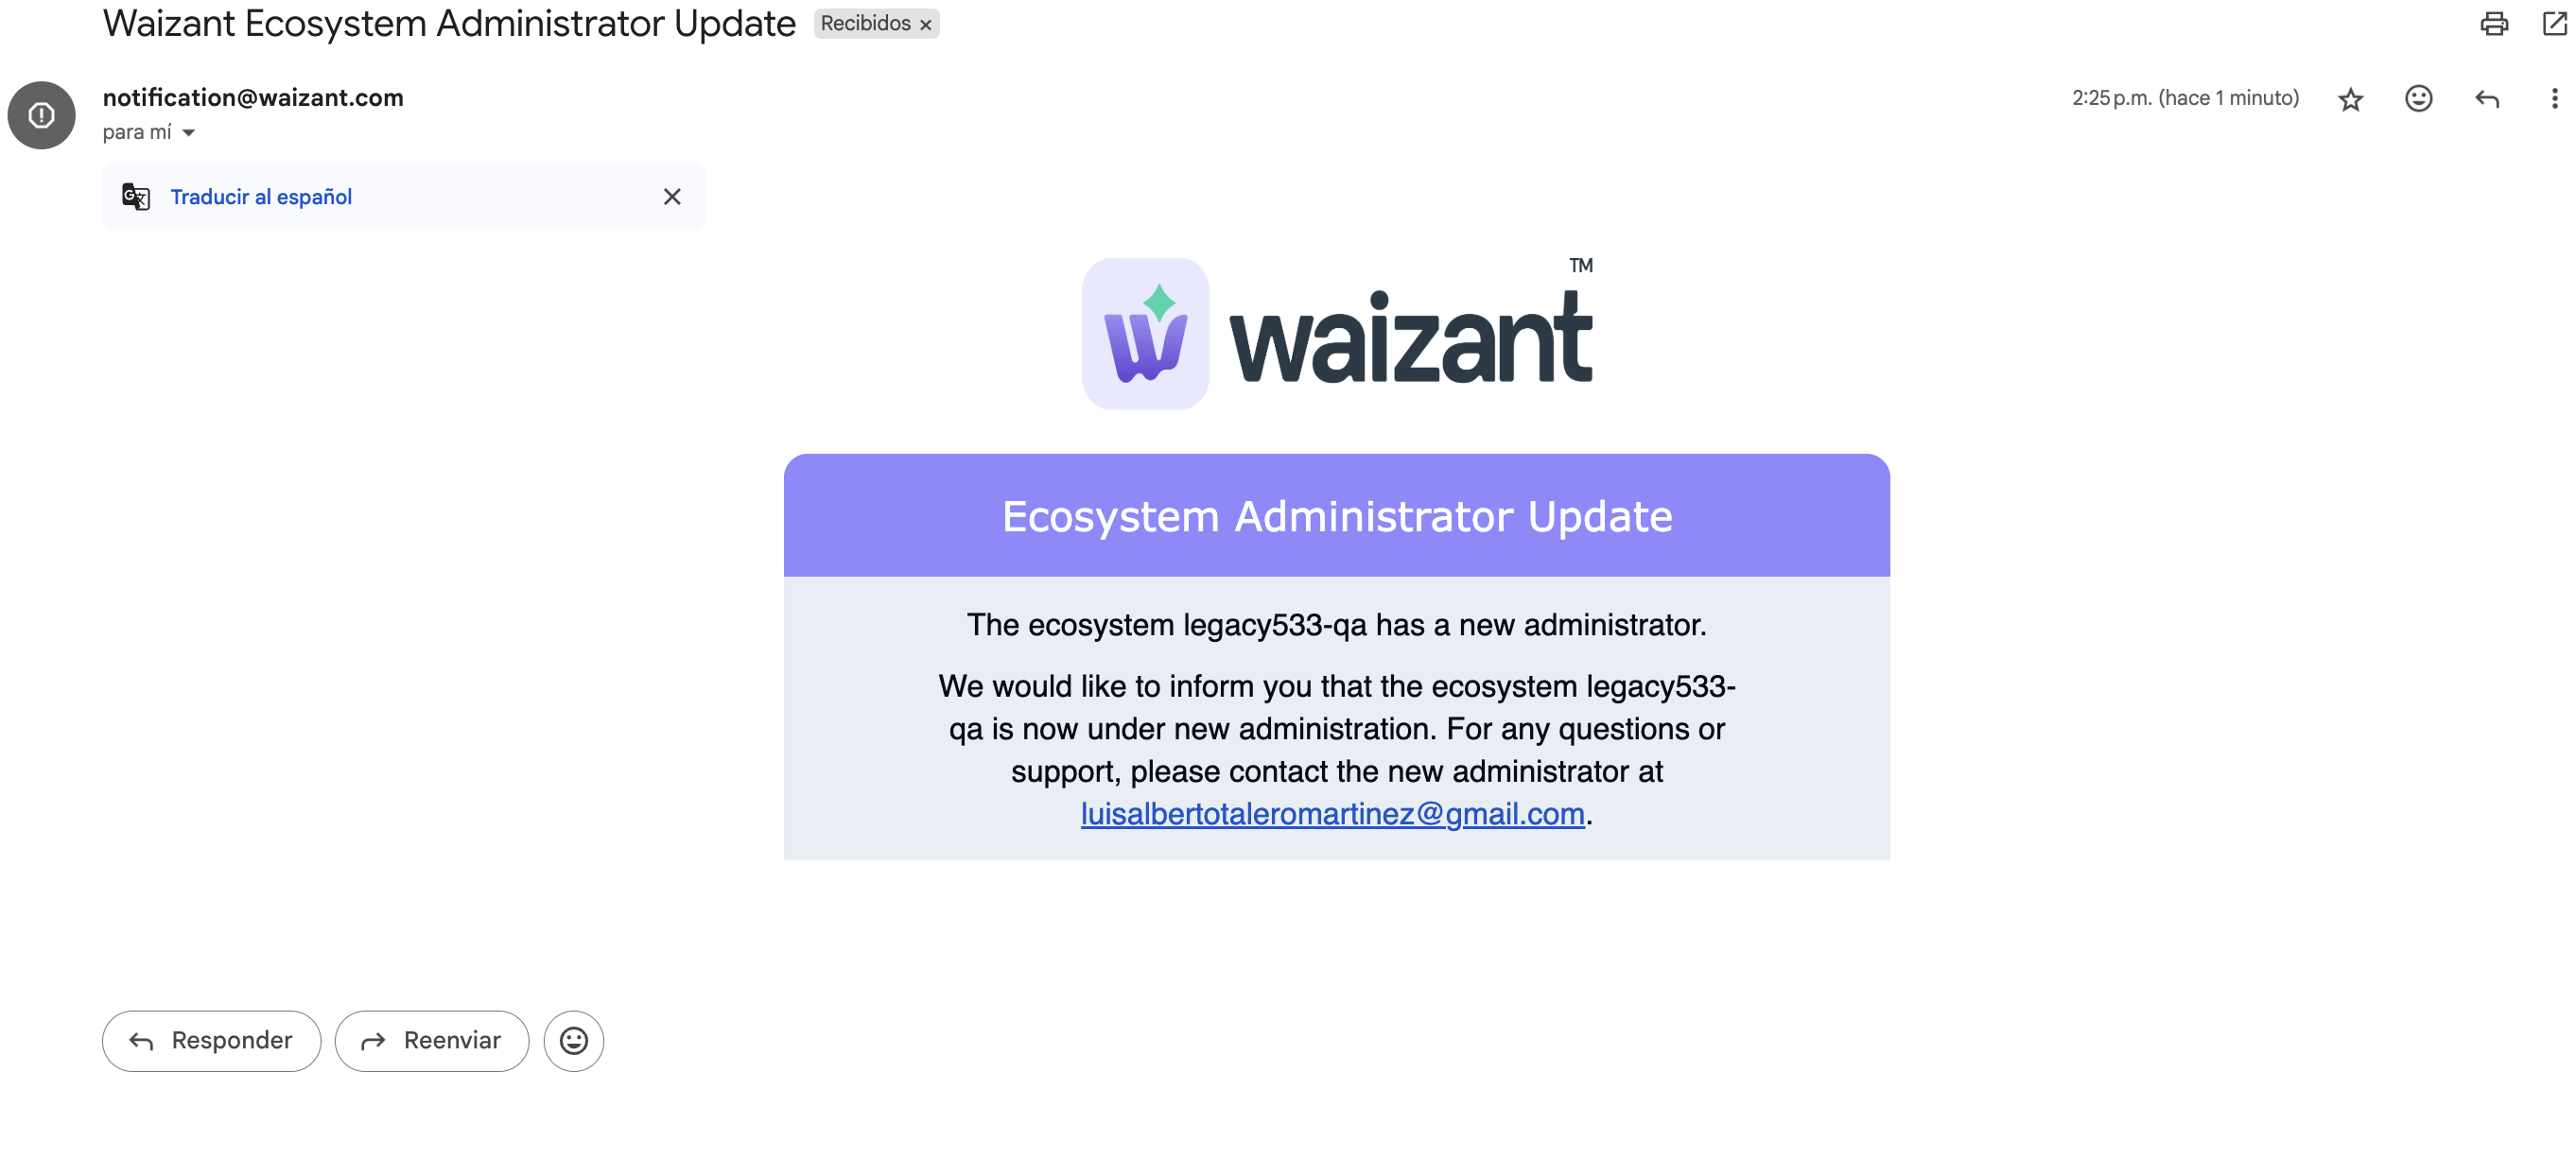 Waizant Ecosystem Administrator Update Recibidos ×
notification@waizant.com 2:25 p.m. (hace 1 minuto)
para mí
Traducir al español
waizant™
Ecosystem Administrator Update
The ecosystem legacy533-qa has a new administrator.
We would like to inform you that the ecosystem legacy533-
qa is now under new administration. For any questions or
support, please contact the new administrator at
luisalbertotaleromartinez@gmail.com.
Responder Reenviar